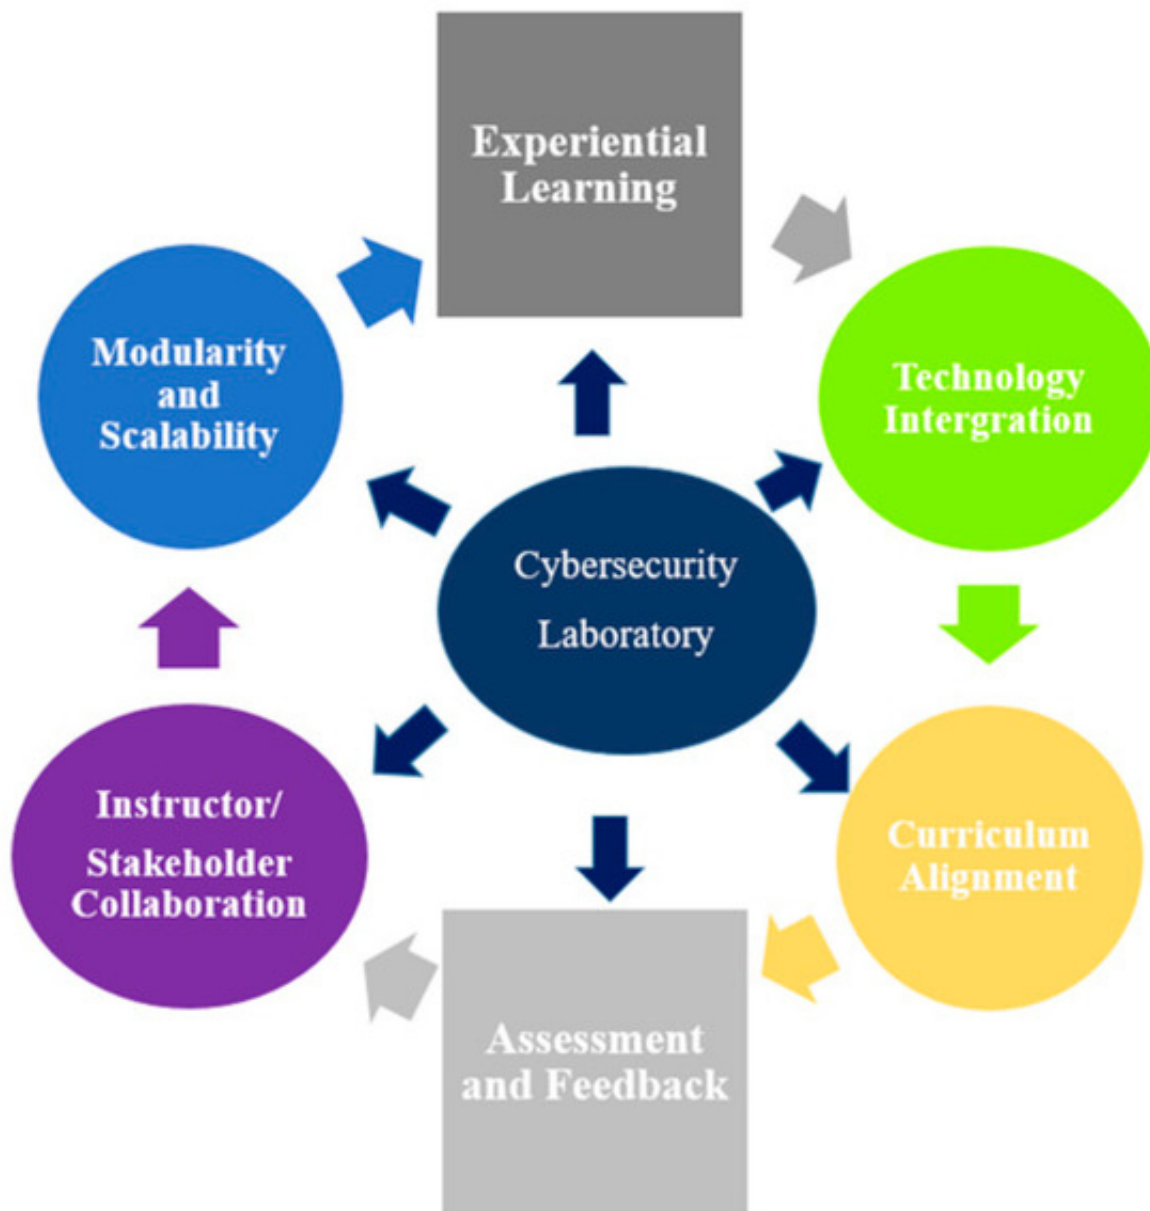 Experiential
Learning
Modularity
and
Scalability
Technology
Intergration
Cybersecurity
Laboratory
Instructor/
Stakeholder
Collaboration
Curriculum
Alignment
Assessment
and Feedback